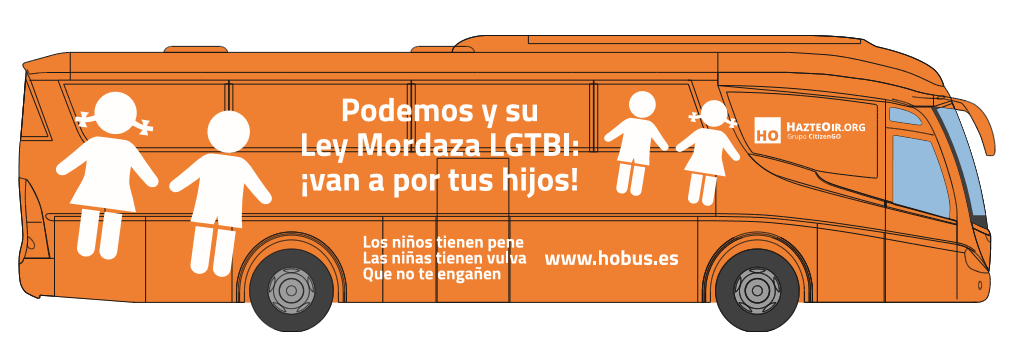 Podemos y su
Ley Mordaza LGTBI:
¡van a por tus hijos!
HO HAZTEOIR.ORG
Grupo CitizenGO
Los niños tienen pene
Las niñas tienen vulva
Que no te engañen
www.hobus.es